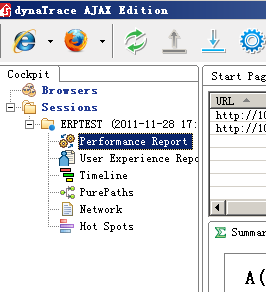 dynaTrace AJAX Edition
Cockpit
Browsers
Sessions
ERPTEST (2011-11-28 17:
Performance Report
User Experience Repo
Timeline
PurePaths
Network
Hot Spots
Start Pag
URL
http://10
http://10
Summar
A(